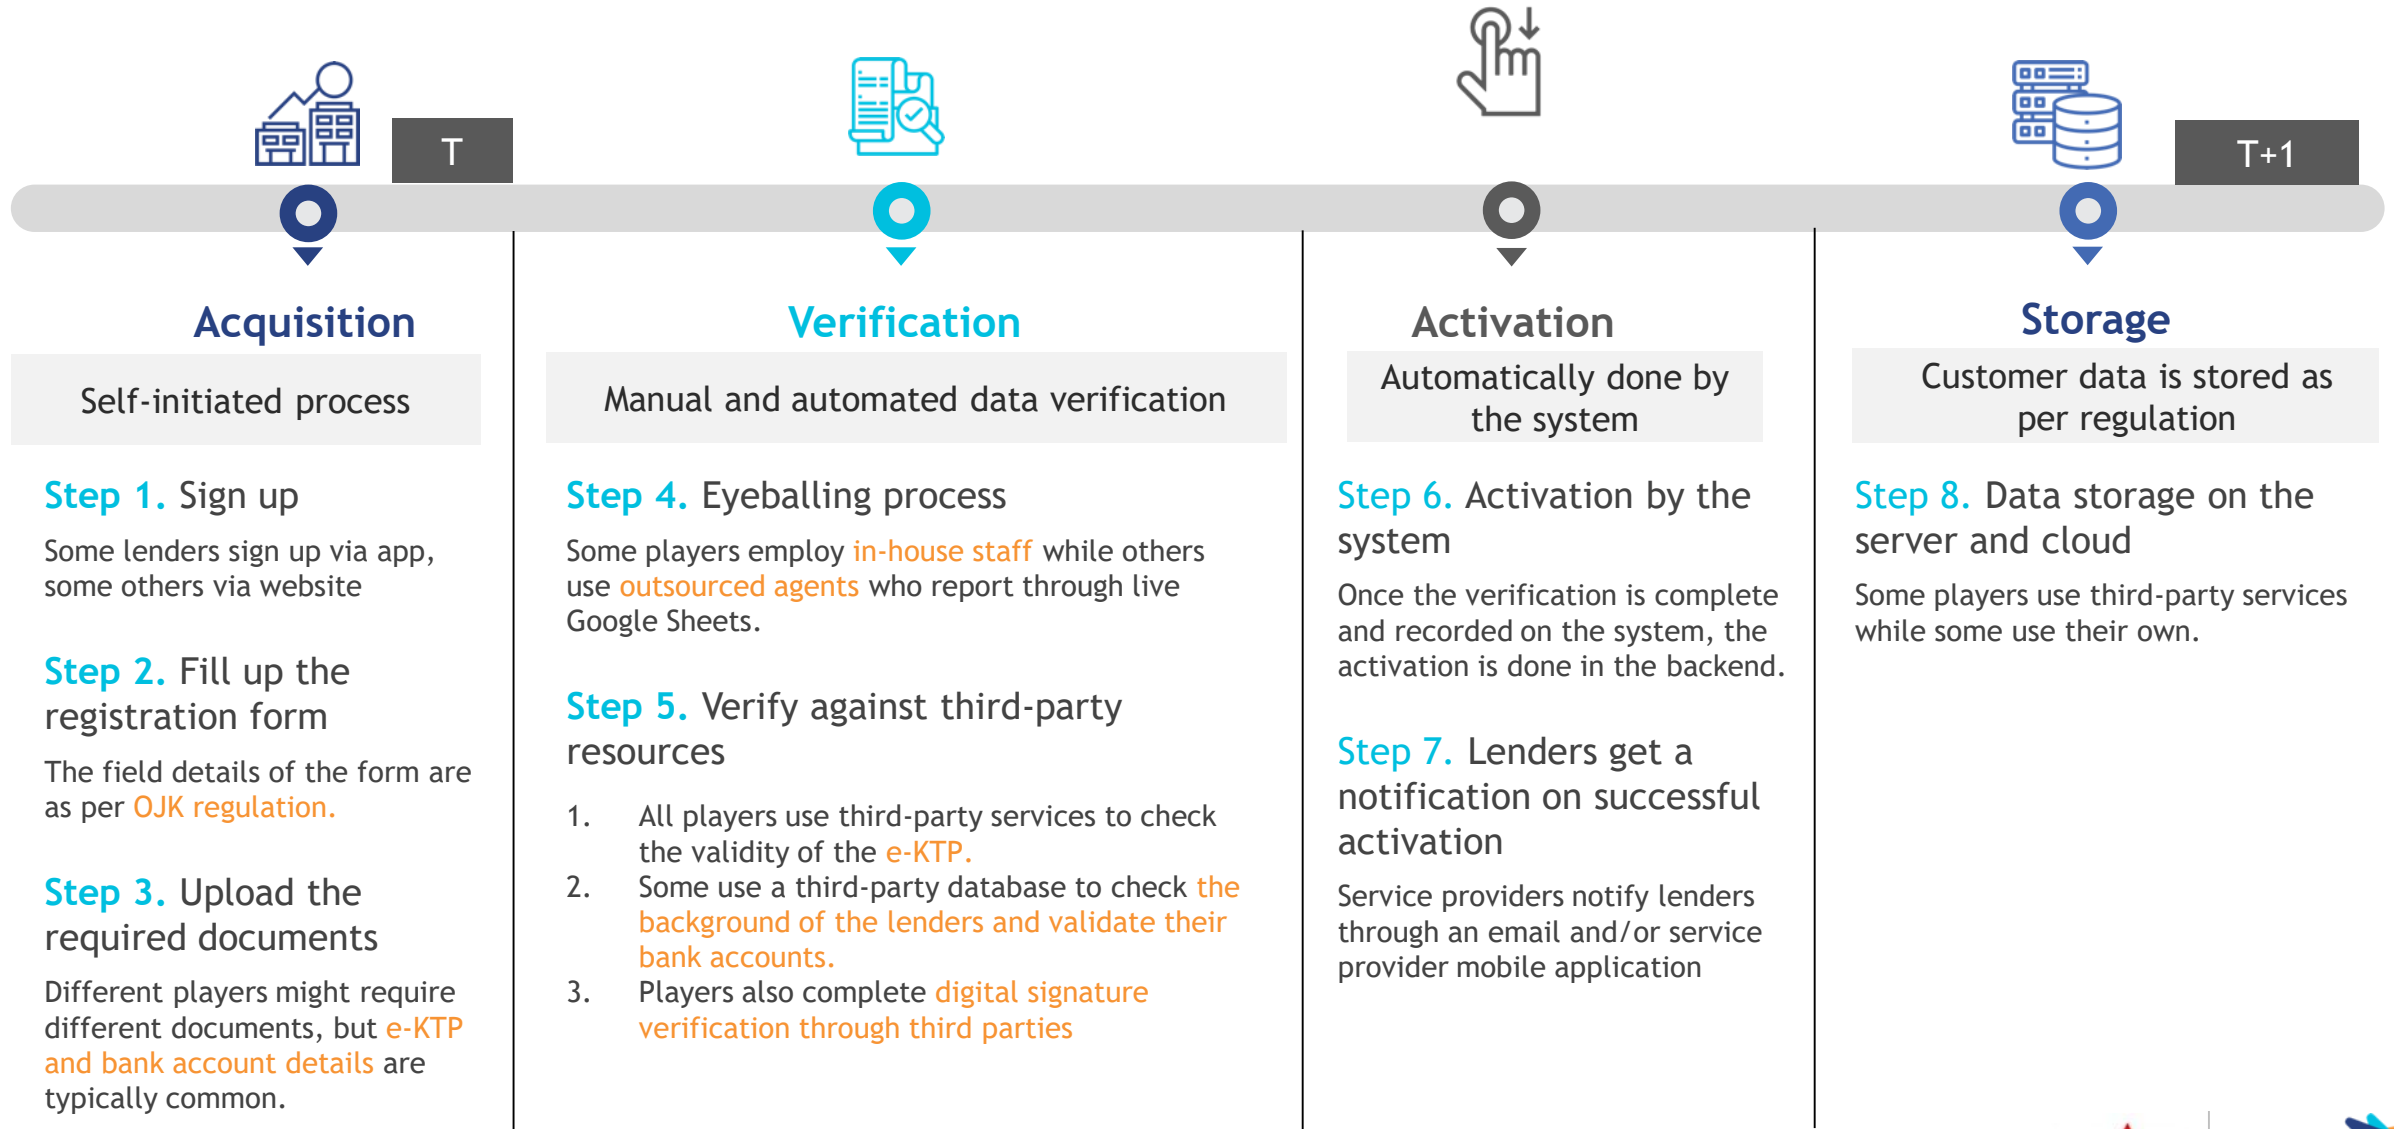 T
T+1
Acquisition
Self-initiated process
Step 1. Sign up
Some lenders sign up via app,
some others via website
Step 2. Fill up the
registration form
The field details of the form are
as per OJK regulation.
Step 3. Upload the
required documents
Different players might require
different documents, but e-KTP
and bank account details are
typically common.
Verification
Manual and automated data verification
Step 4. Eyeballing process
Some players employ in-house staff while others
use outsourced agents who report through live
Google Sheets.
Step 5. Verify against third-party
resources
1. All players use third-party services to check
the validity of the e-KTP.
2. Some use a third-party database to check the
background of the lenders and validate their
bank accounts.
3. Players also complete digital signature
verification through third parties
Activation
Automatically done by
the system
Step 6. Activation by the
system
Once the verification is complete
and recorded on the system, the
activation is done in the backend.
Step 7. Lenders get a
notification on successful
activation
Service providers notify lenders
through an email and/or service
provider mobile application
Storage
Customer data is stored as
per regulation
Step 8. Data storage on the
server and cloud
Some players use third-party services
while some use their own.